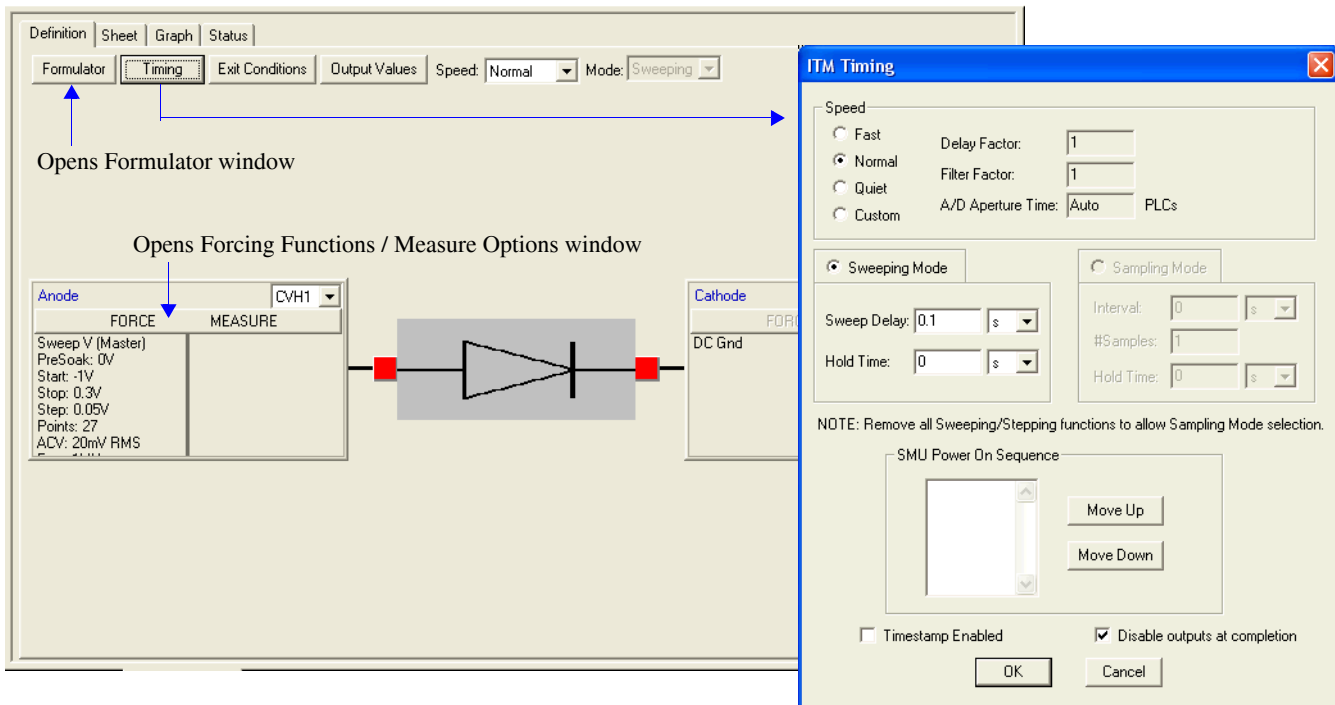 Definition Sheet Graph Status
Formulator Timing Exit Conditions Output Values Speed: Normal Mode: Sweeping
Opens Formulator window
Opens Forcing Functions / Measure Options window
Anode CVH1
FORCE MEASURE
Sweep V (Master)
PreSoak: 0V
Start: -1V
Stop: 0.3V
Step: 0.05V
Points: 27
ACV: 20mV RMS
Cathode
DC Gnd
ITM Timing
Speed
Fast
Normal
Quiet
Custom
Delay Factor: 1
Filter Factor: 1
A/D Aperture Time: Auto PLCs
Sweeping Mode
Sweep Delay: 0.1 s
Hold Time: 0 s
Sampling Mode
Interval: 0 s
#Samples: 1
Hold Time: 0 s
NOTE: Remove all Sweeping/Stepping functions to allow Sampling Mode selection.
SMU Power On Sequence
Move Up
Move Down
Timestamp Enabled
Disable outputs at completion
OK Cancel